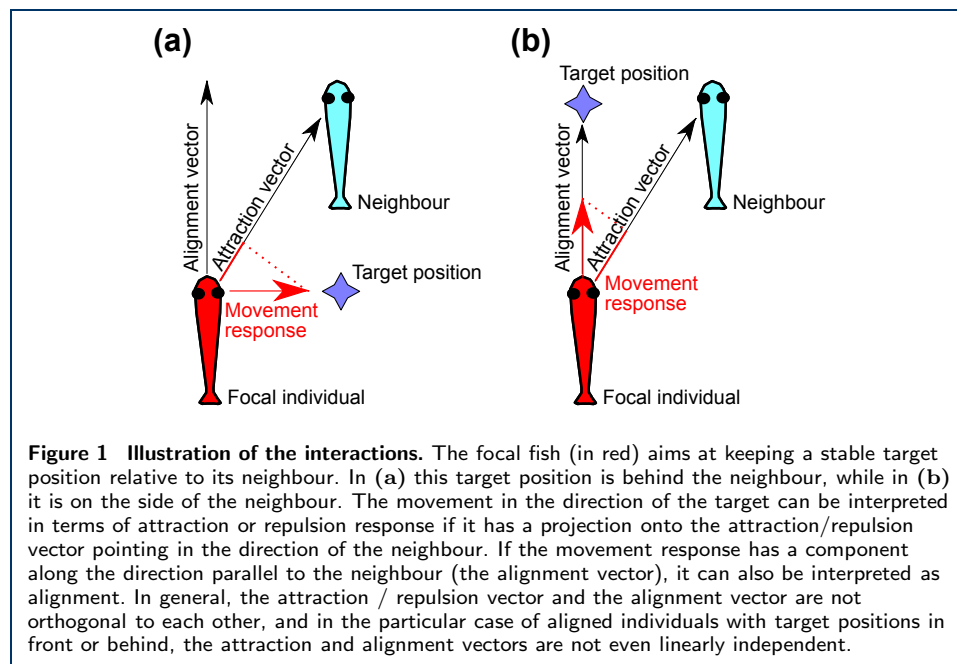 (a)
(b)
Target position
Alignment vector
Attraction vector
Neighbour
Target position
Movement
response
Focal individual
Alignment vector
Attraction vector
Neighbour
Movement
response
Focal individual
Figure 1 Illustration of the interactions. The focal fish (in red) aims at keeping a stable target
position relative to its neighbour. In (a) this target position is behind the neighbour, while in (b)
it is on the side of the neighbour. The movement in the direction of the target can be interpreted
in terms of attraction or repulsion response if it has a projection onto the attraction/repulsion
vector pointing in the direction of the neighbour. If the movement response has a component
along the direction parallel to the neighbour (the alignment vector), it can also be interpreted as
alignment. In general, the attraction / repulsion vector and the alignment vector are not
orthogonal to each other, and in the particular case of aligned individuals with target positions in
front or behind, the attraction and alignment vectors are not even linearly independent.